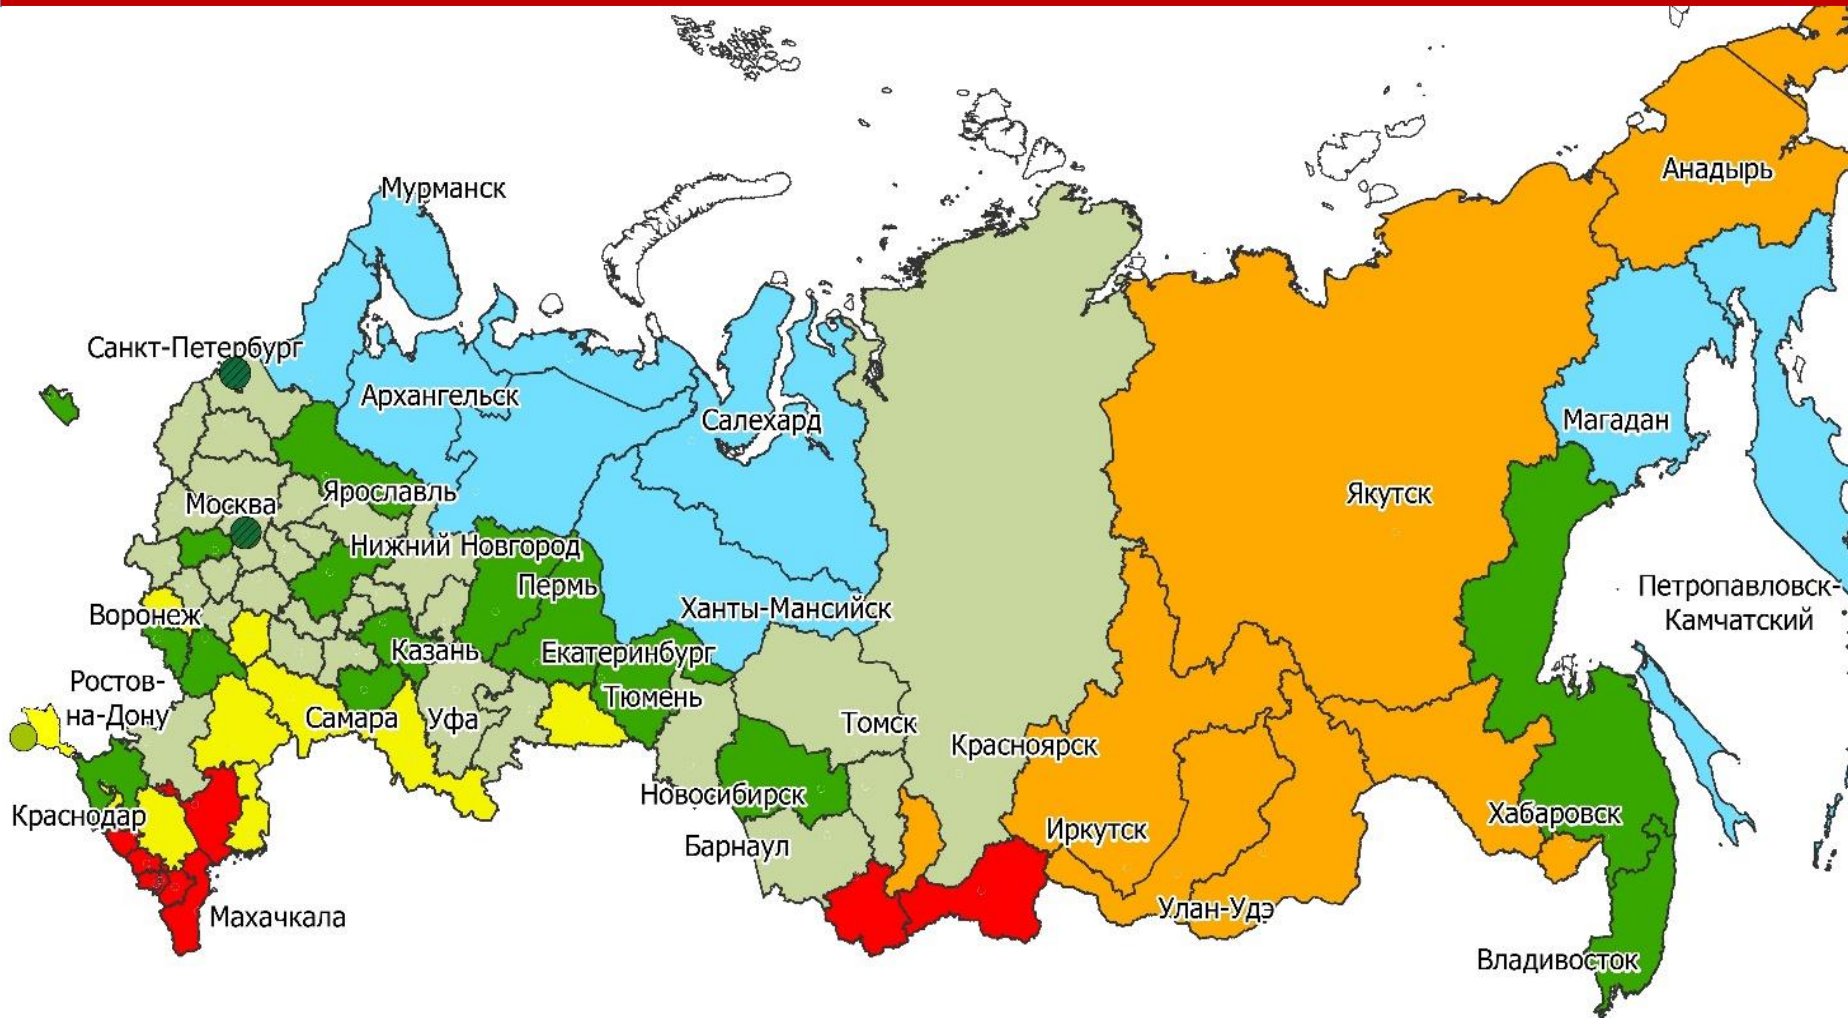 Мурманск
Анадырь
Санкт-Петербург
Архангельск
Салехард
Магадан
Якутск
Ярославль
Москва
Нижний Новгород
Пермь
Петропавловск-
Камчатский
Ханты-Мансийск
Воронеж
Казань
Екатеринбург
Ростов-
на-Дону
Тюмень
Самара
Уфа
Томск
Красноярск
Новосибирск
Хабаровск
Краснодар
Иркутск
Барнаул
Махачкала
Улан-Удэ
Владивосток